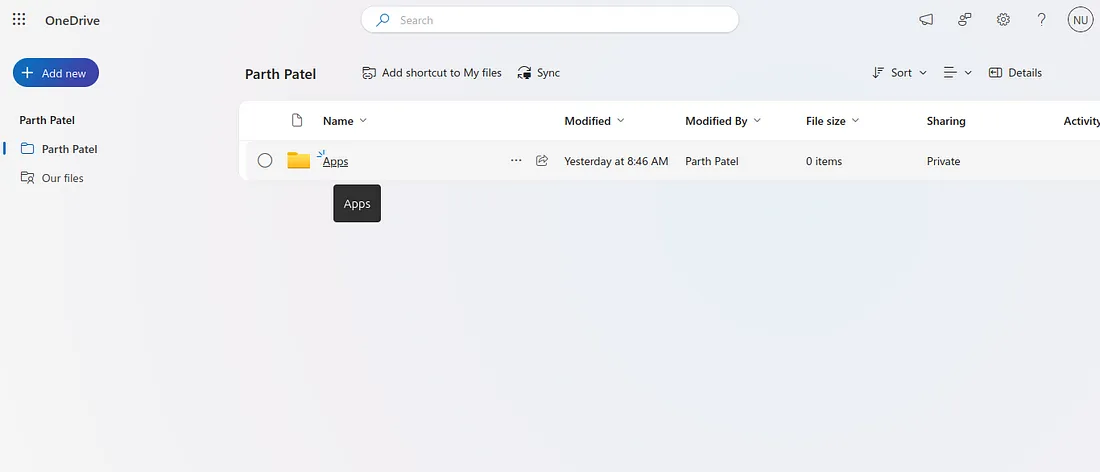 OneDrive
Search
NU
Add new
Parth Patel
Add shortcut to My files
Sync
Sort
Details
Parth Patel
Parth Patel
Our files
Name Modified Modified By File size Sharing Activity
Apps Yesterday at 8:46 AM Parth Patel 0 items Private
Apps